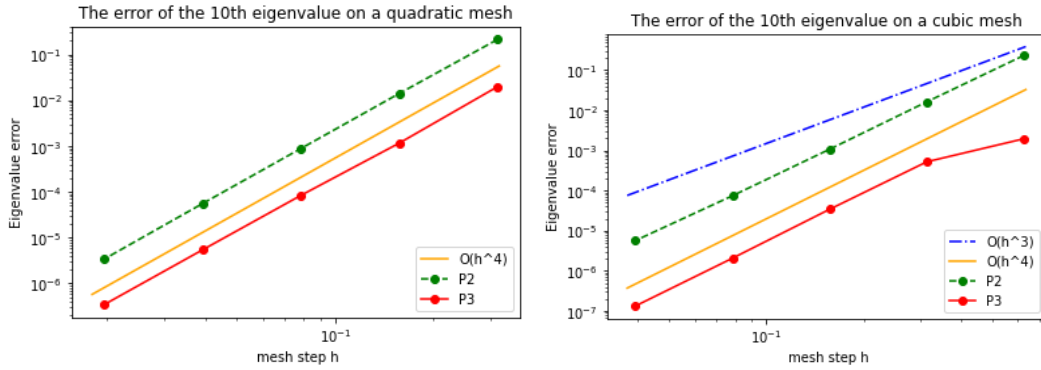 The error of the 10th eigenvalue on a quadratic mesh
Eigenvalue error
10^-1
10^-2
10^-3
10^-4
10^-5
10^-6
O(h^4)
P2
P3
10^-1
mesh step h
The error of the 10th eigenvalue on a cubic mesh
Eigenvalue error
10^-1
10^-2
10^-3
10^-4
10^-5
10^-6
10^-7
O(h^3)
O(h^4)
P2
P3
10^-1
mesh step h